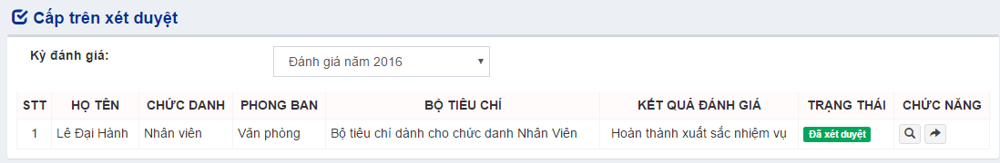 Cấp trên xét duyệt
Kỳ đánh giá:
Đánh giá năm 2016
STT HỌ TÊN CHỨC DANH PHONG BAN BỘ TIÊU CHÍ KẾT QUẢ ĐÁNH GIÁ TRẠNG THÁI CHỨC NĂNG
1 Lê Đại Hành Nhân viên Văn phòng Bộ tiêu chí dành cho chức danh Nhân Viên Hoàn thành xuất sắc nhiệm vụ Đã xét duyệt